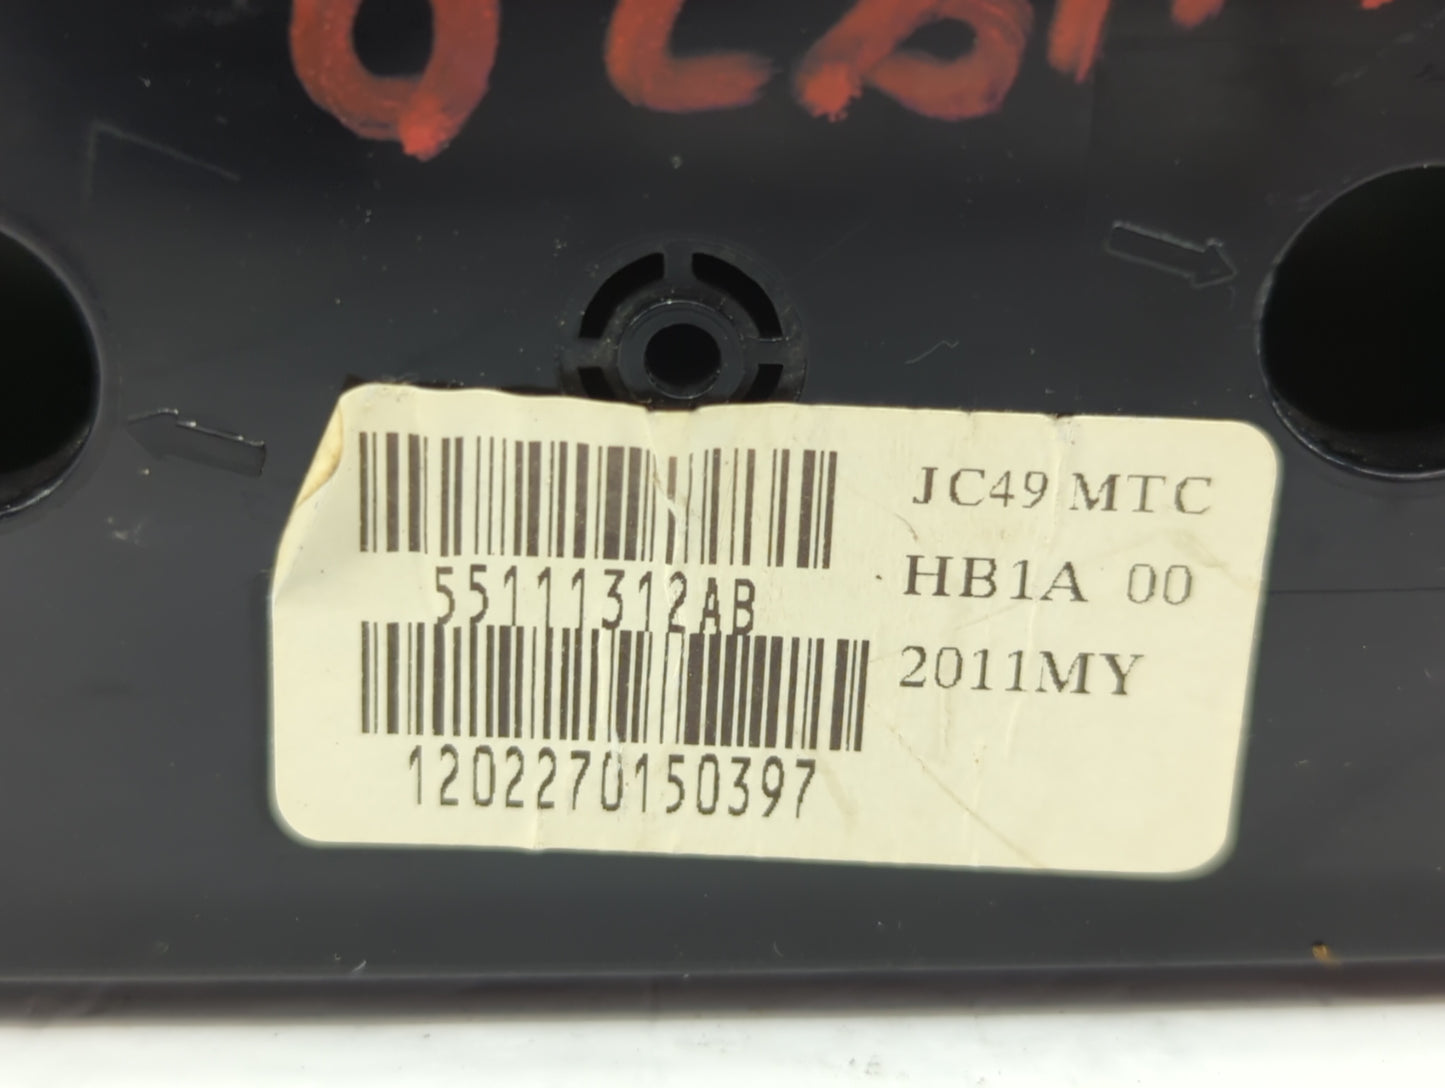 55111312AB
1202270150397
JC49 MTC
HB1A 00
2011MY